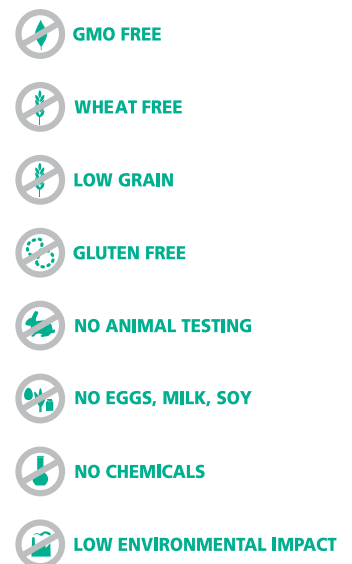 GMO FREE
WHEAT FREE
LOW GRAIN
GLUTEN FREE
NO ANIMAL TESTING
NO EGGS, MILK, SOY
NO CHEMICALS
LOW ENVIRONMENTAL IMPACT